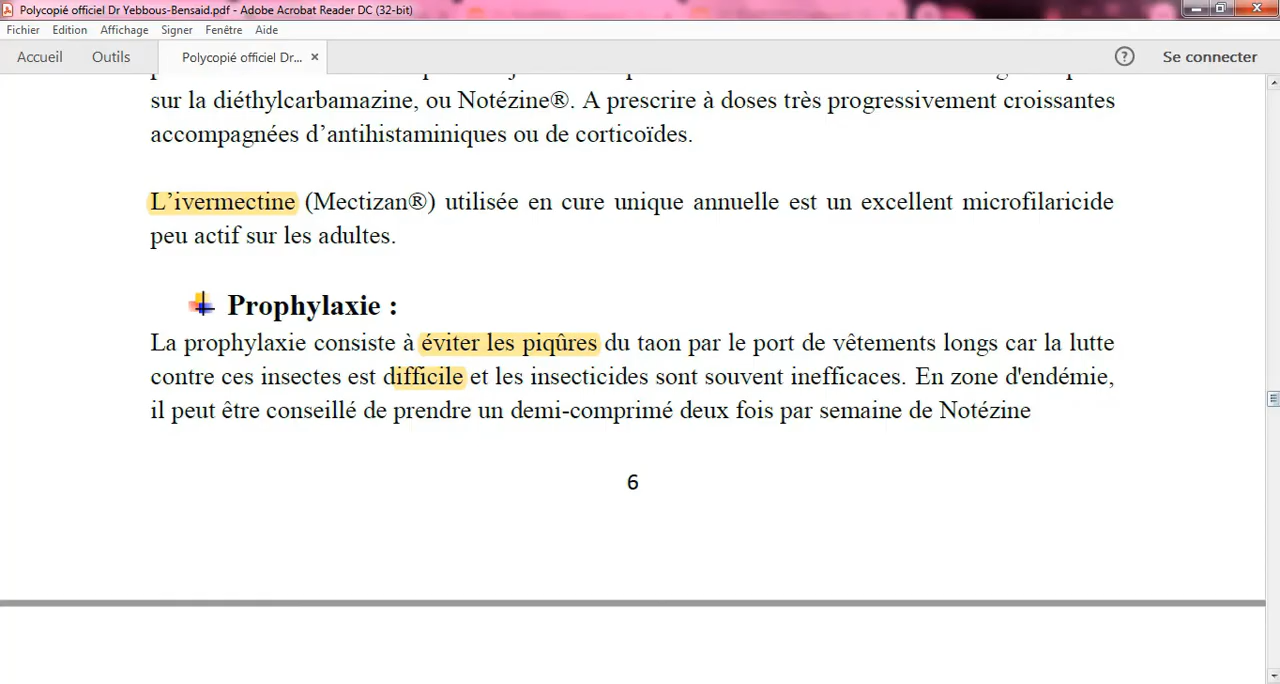 Polycopié officiel Dr Yebbous-Bensaid.pdf - Adobe Acrobat Reader DC (32-bit)
Fichier Edition Affichage Signer Fenêtre Aide
Accueil Outils Polycopié officiel Dr... × ? Se connecter
sur la diéthylcarbamazine, ou Notézine®. A prescrire à doses très progressivement croissantes
accompagnées d’antihistaminiques ou de corticoïdes.
L’ivermectine (Mectizan®) utilisée en cure unique annuelle est un excellent microfilaricide
peu actif sur les adultes.
Prophylaxie :
La prophylaxie consiste à éviter les piqûres du taon par le port de vêtements longs car la lutte
contre ces insectes est difficile et les insecticides sont souvent inefficaces. En zone d'endémie,
il peut être conseillé de prendre un demi-comprimé deux fois par semaine de Notézine
6